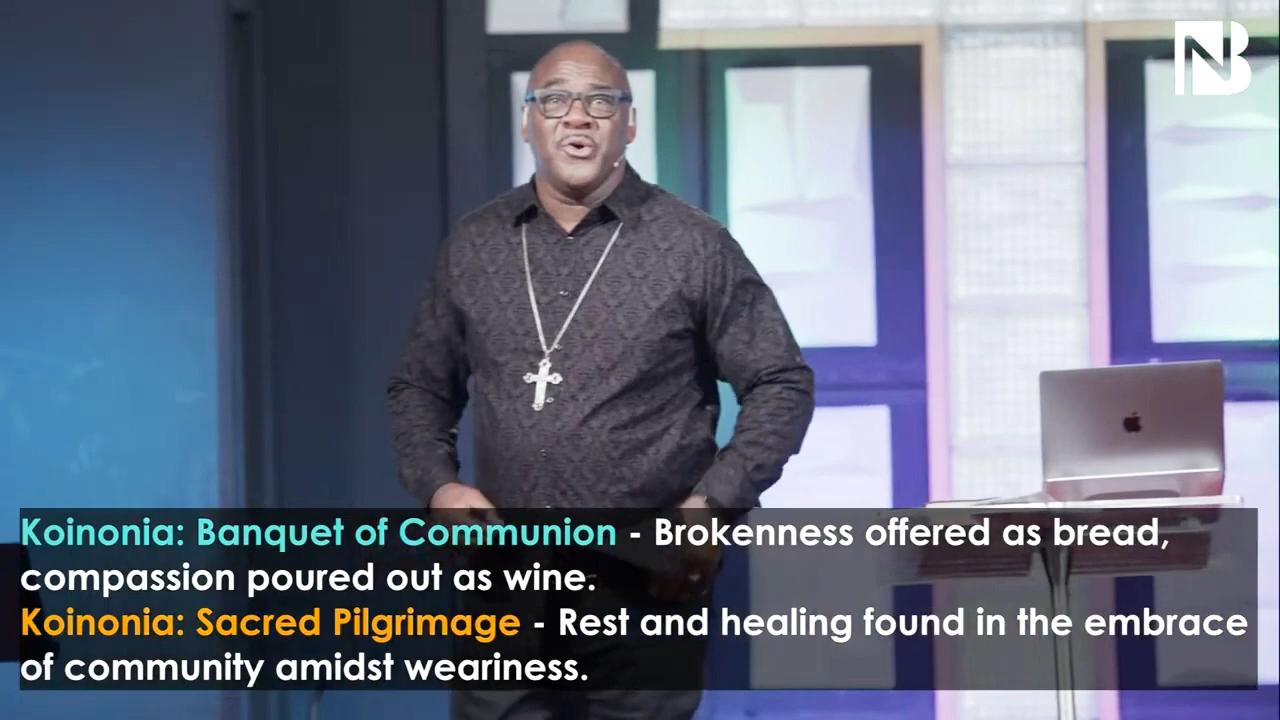 NB
Koinonia: Banquet of Communion - Brokenness offered as bread,
compassion poured out as wine.
Koinonia: Sacred Pilgrimage - Rest and healing found in the embrace
of community amidst weariness.